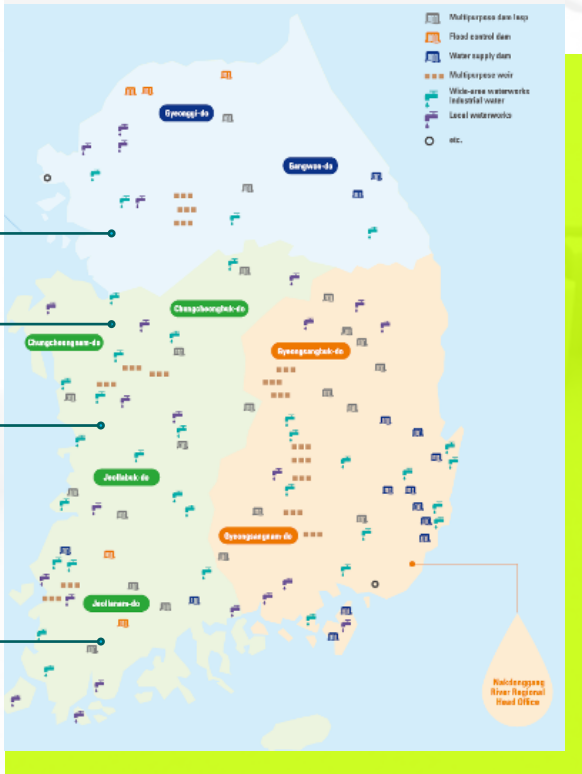 Multipurpose dam loop
Flood control dam
Water supply dam
Multipurpose weir
Wide-area waterworks
Industrial water
Local waterworks
etc.
Gyeonggi-do
Gangwon-do
Chungcheongbuk-do
Chungcheongnam-do
Gyeongsangbuk-do
Jeollabuk-do
Gyeongsangnam-do
Jeollanam-do
Nakdonggang
River Regional
Head Office